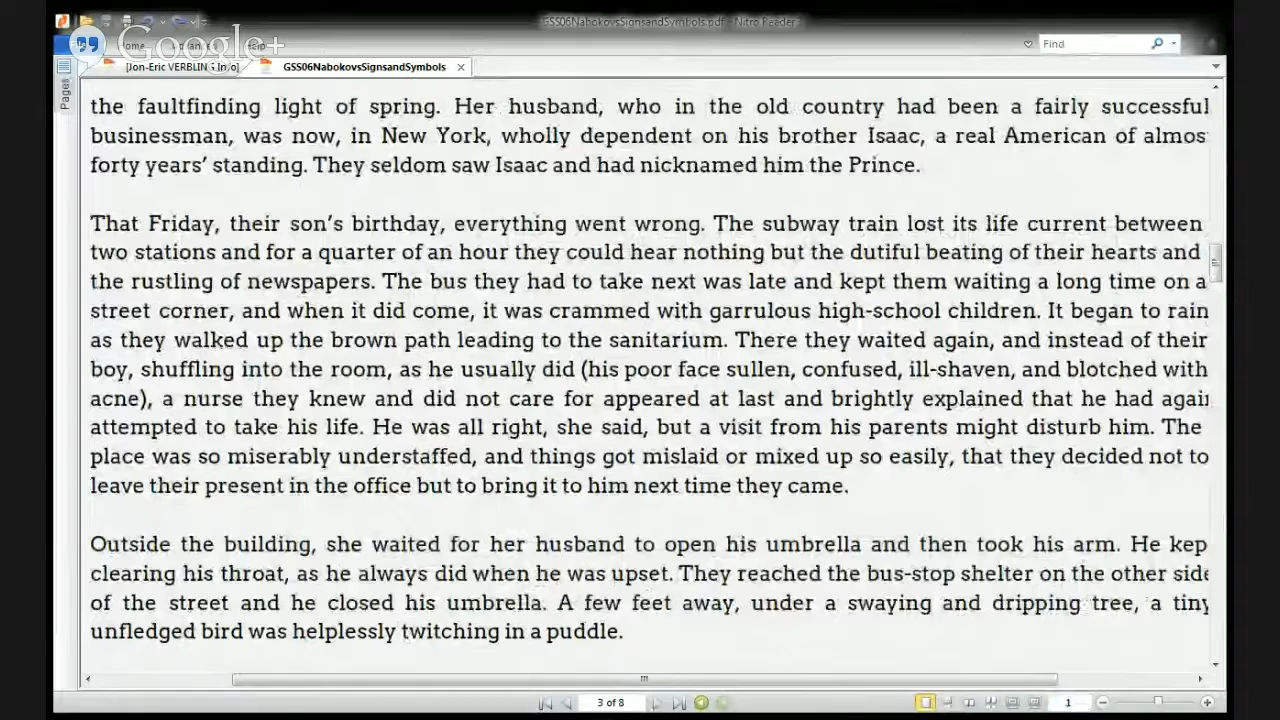 GSS06NabokovsSignsandSymbols.pdf - Nitro Reader
Google+
Home Help
Find
[Jon-Eric VERBLIN
GSS06NabokovsSignsandSymbols
Pages
the faultfinding light of spring. Her husband, who in the old country had been a fairly successful
businessman, was now, in New York, wholly dependent on his brother Isaac, a real American of almos
forty years’ standing. They seldom saw Isaac and had nicknamed him the Prince.
That Friday, their son’s birthday, everything went wrong. The subway train lost its life current between
two stations and for a quarter of an hour they could hear nothing but the dutiful beating of their hearts and
the rustling of newspapers. The bus they had to take next was late and kept them waiting a long time on a
street corner, and when it did come, it was crammed with garrulous high-school children. It began to rain
as they walked up the brown path leading to the sanitarium. There they waited again, and instead of their
boy, shuffling into the room, as he usually did (his poor face sullen, confused, ill-shaven, and blotched with
acne), a nurse they knew and did not care for appeared at last and brightly explained that he had agai
attempted to take his life. He was all right, she said, but a visit from his parents might disturb him. The
place was so miserably understaffed, and things got mislaid or mixed up so easily, that they decided not to
leave their present in the office but to bring it to him next time they came.
Outside the building, she waited for her husband to open his umbrella and then took his arm. He kep
clearing his throat, as he always did when he was upset. They reached the bus-stop shelter on the other side
of the street and he closed his umbrella. A few feet away, under a swaying and dripping tree, a tiny
unfledged bird was helplessly twitching in a puddle.
3 of 8
1